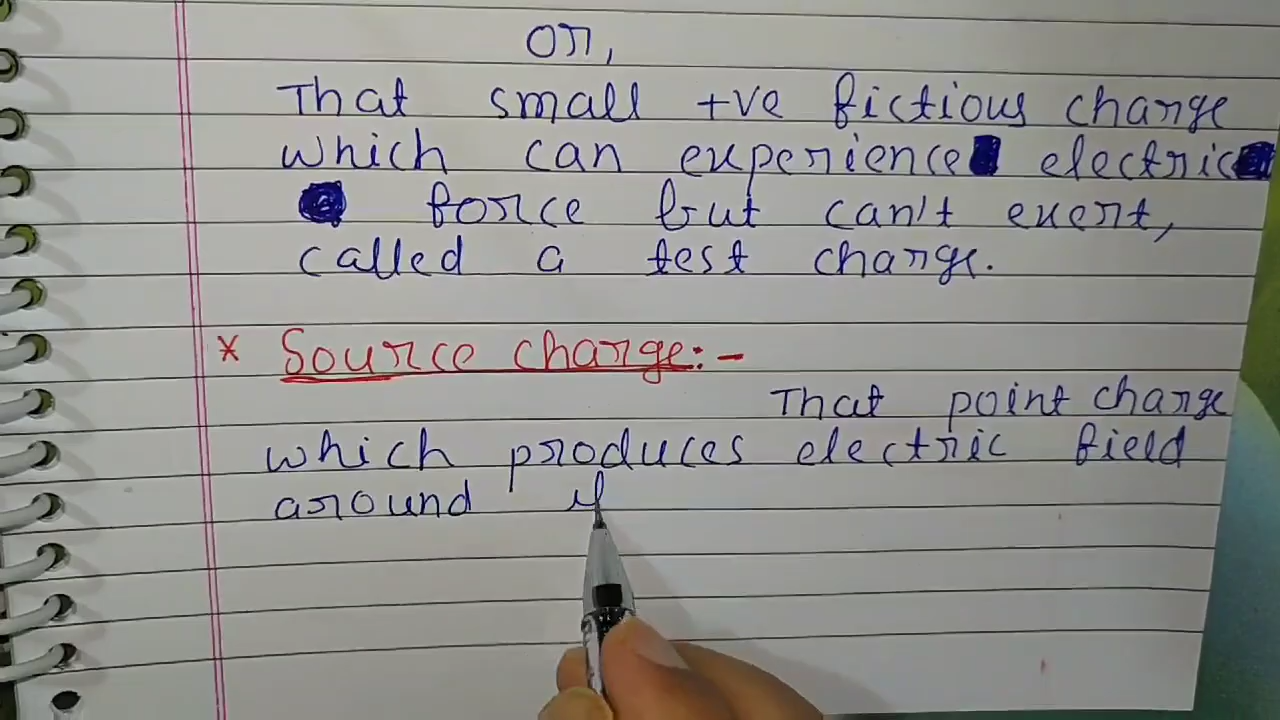 or,
That small +ve fictious charge
which can experience electric
force but can't exert,
called a test charge.
* Source charge:-
That point charge
which produces electric field
around